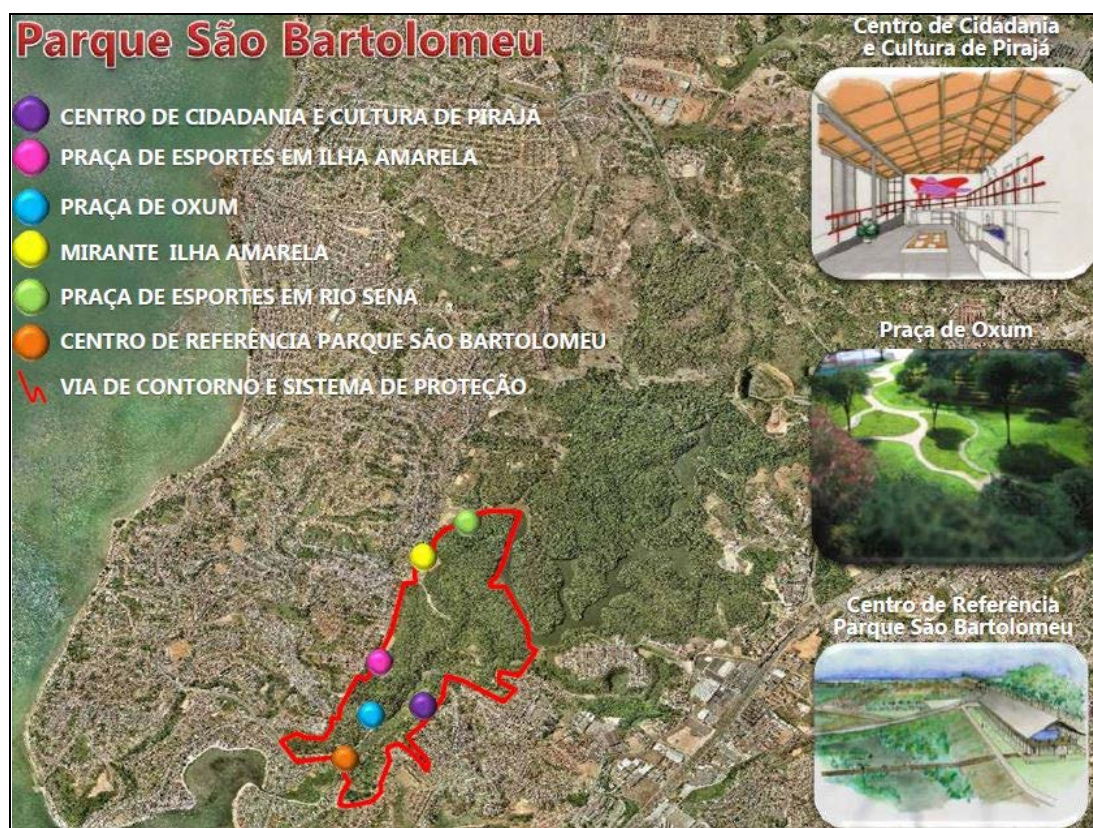 Parque São Bartolomeu
CENTRO DE CIDADANIA E CULTURA DE PIRAJÁ
PRAÇA DE ESPORTES EM ILHA AMARELA
PRAÇA DE OXUM
MIRANTE ILHA AMARELA
PRAÇA DE ESPORTES EM RIO SENA
CENTRO DE REFERÊNCIA PARQUE SÃO BARTOLOMEU
VIA DE CONTORNO E SISTEMA DE PROTEÇÃO
Centro de Cidadania
e Cultura de Pirajá
Praça de Oxum
Centro de Referência
Parque São Bartolomeu